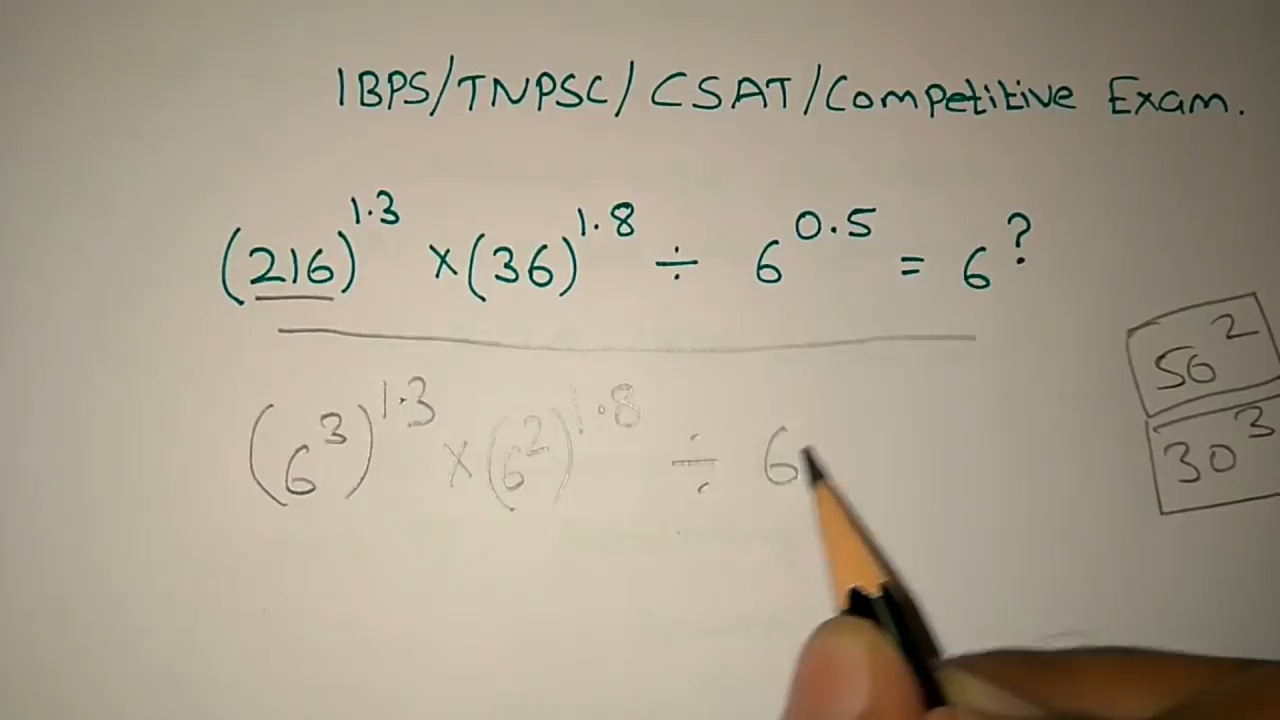 IBPS/TNPSC/CSAT/Competitive Exam.
(216)^1.3 × (36)^1.8 ÷ 6^0.5 = 6^?
(6^3)^1.3 × (6^2)^1.8 ÷ 6
50^2
30^3